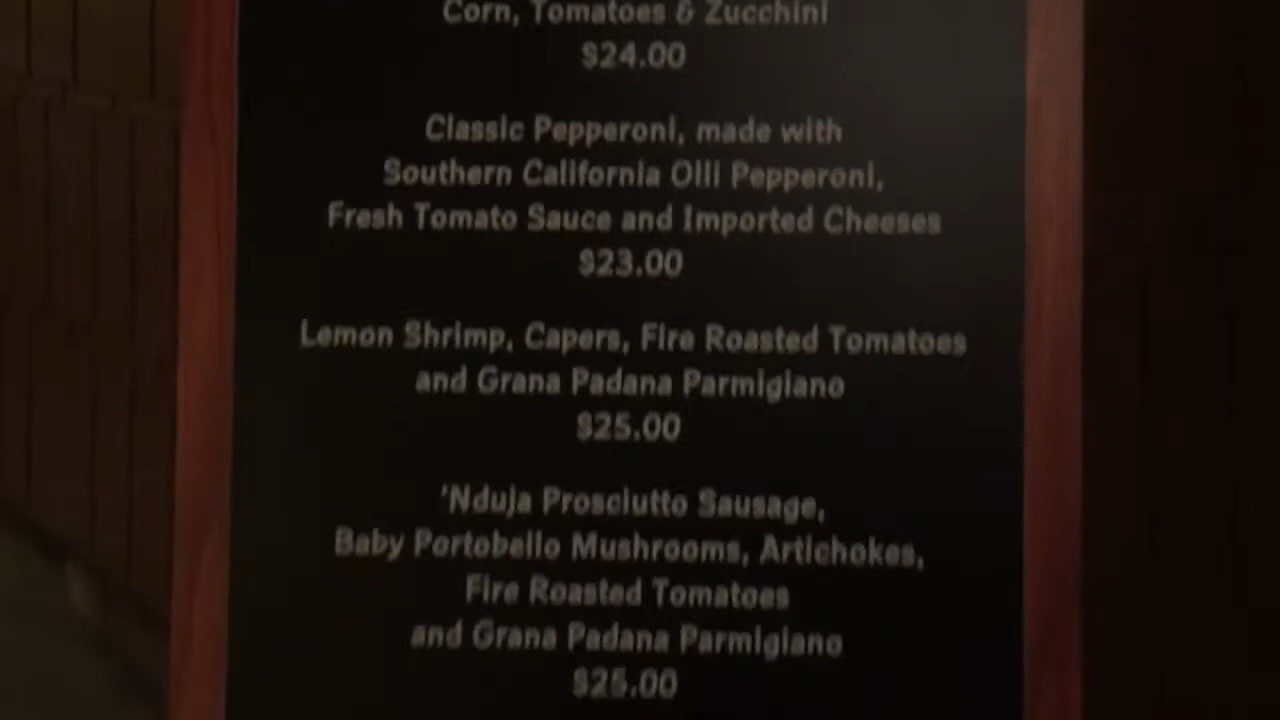 Corn, Tomatoes & Zucchini
$24.00
Classic Pepperoni, made with
Southern California Olli Pepperoni,
Fresh Tomato Sauce and Imported Cheeses
$23.00
Lemon Shrimp, Capers, Fire Roasted Tomatoes
and Grana Padana Parmigiano
$25.00
'Nduja Prosciutto Sausage,
Baby Portobello Mushrooms, Artichokes,
Fire Roasted Tomatoes
and Grana Padana Parmigiano
$25.00